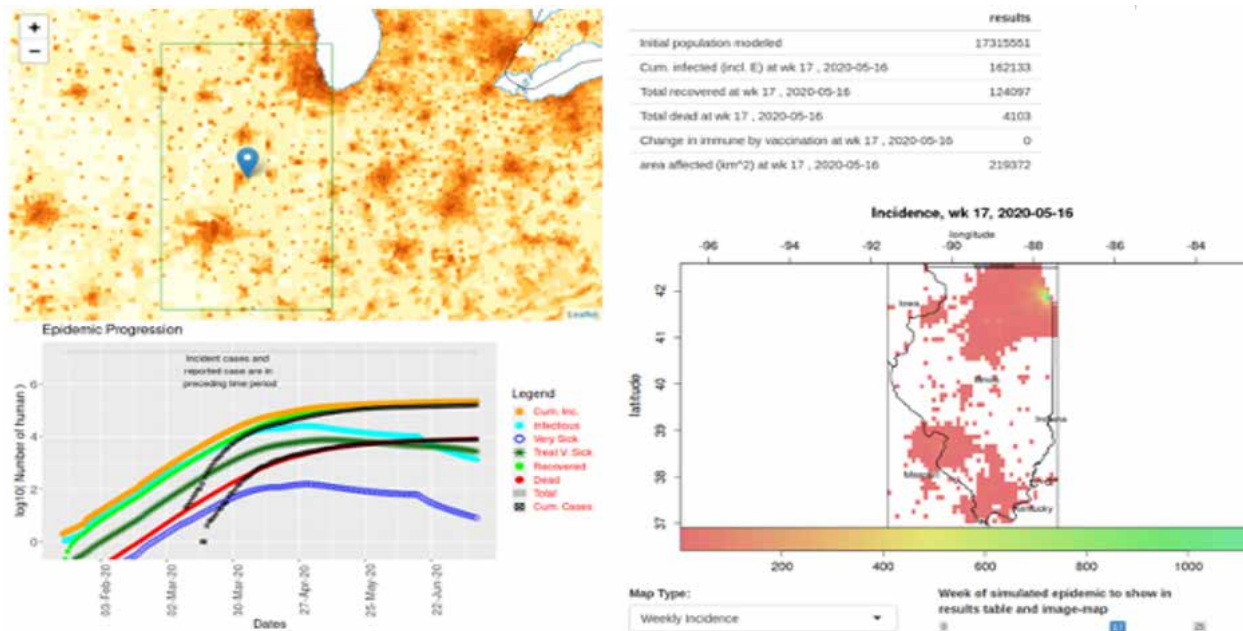 +
−
Leaflet
results
Initial population modeled 17315551
Cum. infected (incl. E) at wk 17 , 2020-05-16 162133
Total recovered at wk 17 , 2020-05-16 124097
Total dead at wk 17 , 2020-05-16 4103
Change in immune by vaccination at wk 17 , 2020-05-16 0
area affected (km^2) at wk 17 , 2020-05-16 219372
Epidemic Progression
Incident cases and
reported case are in
preceding time period
log10( Number of human )
6
4
2
0
03-Feb-20
02-Mar-20
30-Mar-20
27-Apr-20
25-May-20
22-Jun-20
Dates
Legend
Cum. Inc.
Infectious
Very Sick
Treat V. Sick
Recovered
Dead
Total
Cum. Cases
Incidence, wk 17, 2020-05-16
longitude
-96 -92 -90 -88 -86 -84
latitude
42
41
40
39
38
37
Iowa
Illinois
Indiana
Missouri
Kentucky
200 400 600 800 1000
Map Type:
Weekly Incidence
Week of simulated epidemic to show in
results table and image-map
17